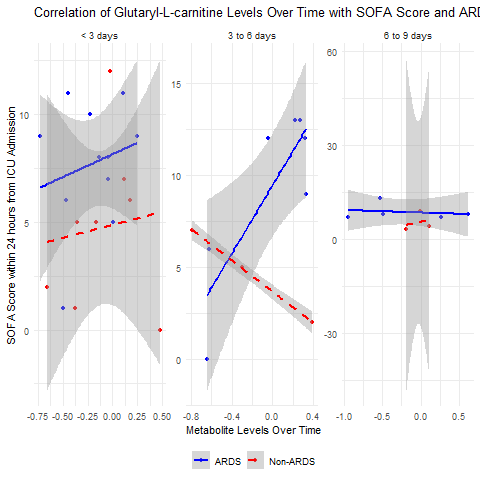 Correlation of Glutaryl-L-carnitine Levels Over Time with SOFA Score and ARD
< 3 days
3 to 6 days
6 to 9 days
SOFA Score within 24 hours from ICU Admission
10
5
0
15
10
5
0
60
30
0
-30
-0.75 -0.50 -0.25 0.00 0.25 0.50
-0.8 -0.4 0.0 0.4
-1.0 -0.5 0.0 0.5
Metabolite Levels Over Time
ARDS
Non-ARDS